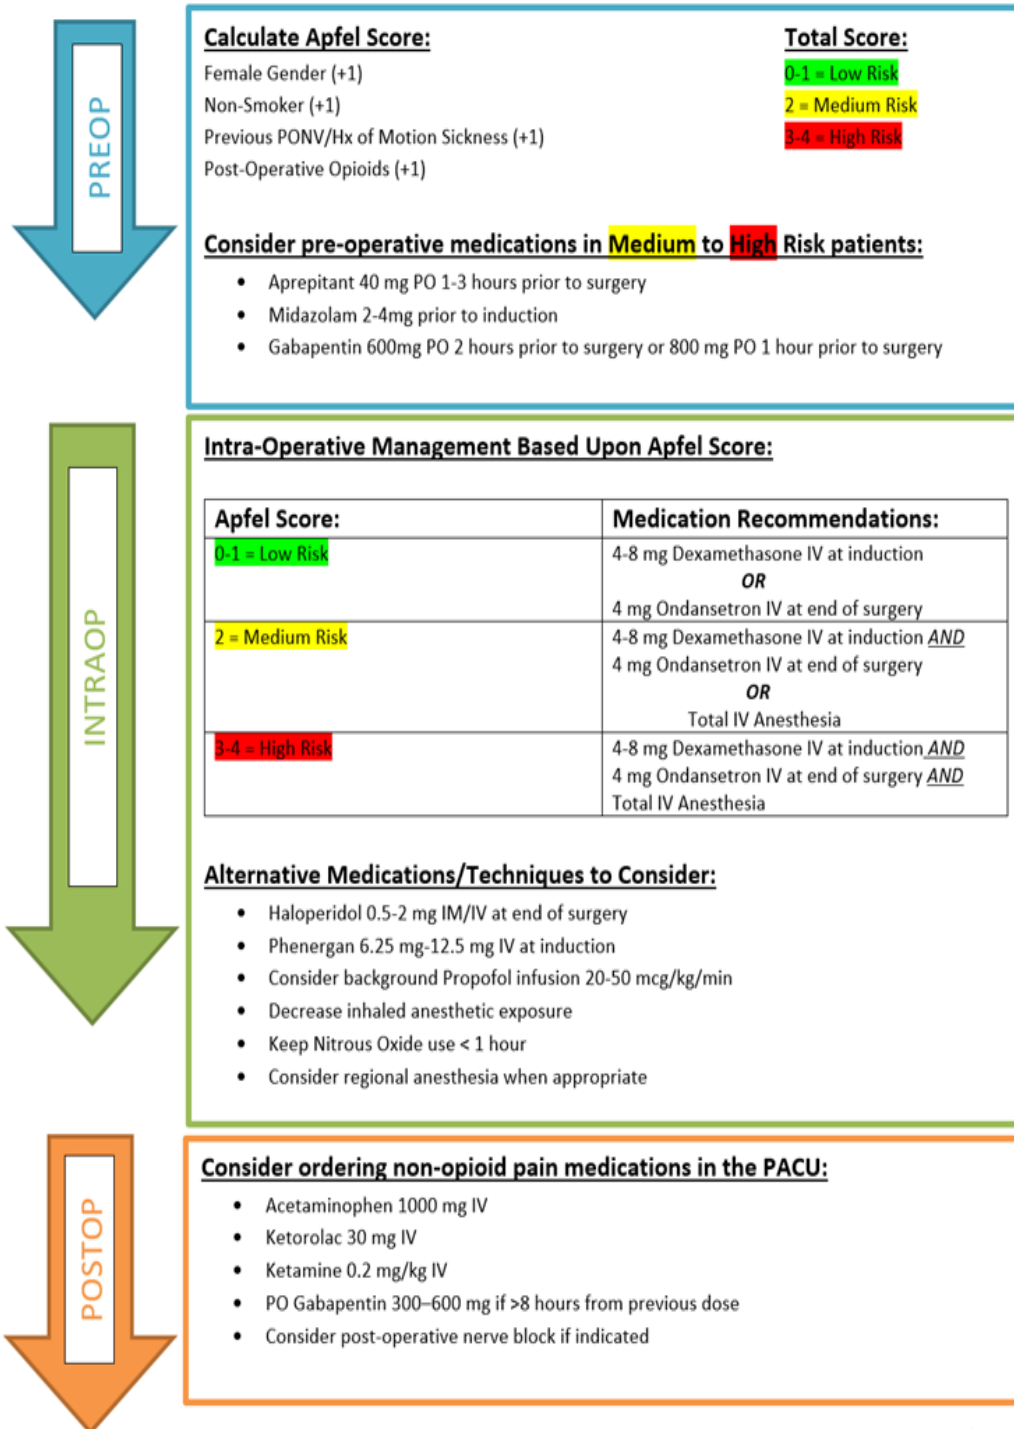 PREOP
Calculate Apfel Score:
Total Score:
Female Gender (+1)
0-1 = Low Risk
Non-Smoker (+1)
2 = Medium Risk
Previous PONV/Hx of Motion Sickness (+1)
3-4 = High Risk
Post-Operative Opioids (+1)
Consider pre-operative medications in Medium to High Risk patients:
• Aprepitant 40 mg PO 1-3 hours prior to surgery
• Midazolam 2-4mg prior to induction
• Gabapentin 600mg PO 2 hours prior to surgery or 800 mg PO 1 hour prior to surgery
INTRAOP
Intra-Operative Management Based Upon Apfel Score:
Apfel Score:
Medication Recommendations:
0-1 = Low Risk
4-8 mg Dexamethasone IV at induction
OR
4 mg Ondansetron IV at end of surgery
2 = Medium Risk
4-8 mg Dexamethasone IV at induction AND
4 mg Ondansetron IV at end of surgery
OR
Total IV Anesthesia
3-4 = High Risk
4-8 mg Dexamethasone IV at induction AND
4 mg Ondansetron IV at end of surgery AND
Total IV Anesthesia
Alternative Medications/Techniques to Consider:
• Haloperidol 0.5-2 mg IM/IV at end of surgery
• Phenergan 6.25 mg-12.5 mg IV at induction
• Consider background Propofol infusion 20-50 mcg/kg/min
• Decrease inhaled anesthetic exposure
• Keep Nitrous Oxide use < 1 hour
• Consider regional anesthesia when appropriate
POSTOP
Consider ordering non-opioid pain medications in the PACU:
• Acetaminophen 1000 mg IV
• Ketorolac 30 mg IV
• Ketamine 0.2 mg/kg IV
• PO Gabapentin 300–600 mg if >8 hours from previous dose
• Consider post-operative nerve block if indicated